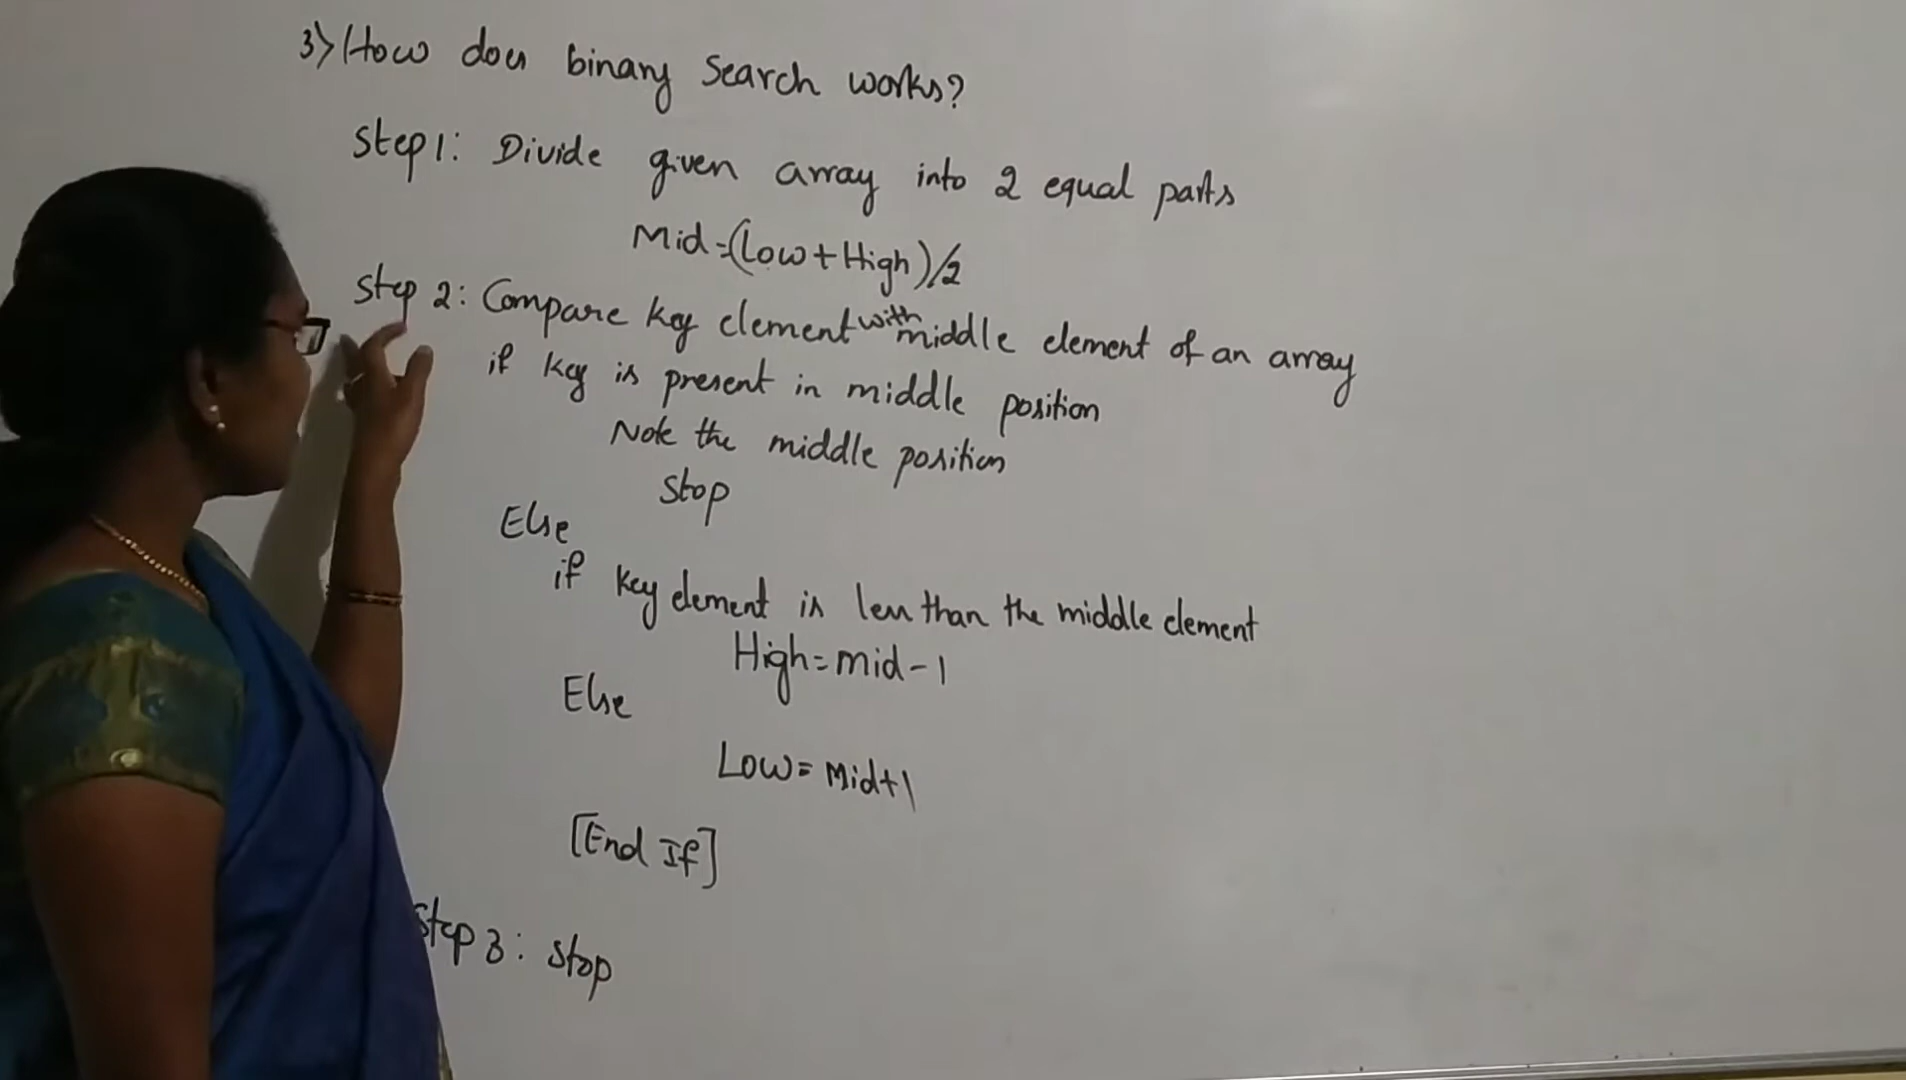 3) How does binary Search works?
Step 1: Divide given array into 2 equal parts
Mid=(Low+High)/2
Step 2: Compare key element with middle element of an array
if key is present in middle position
Note the middle position
Stop
Else
if key element is less than the middle element
High=mid-1
Else
Low=Mid+1
[End If]
Step 3: Stop